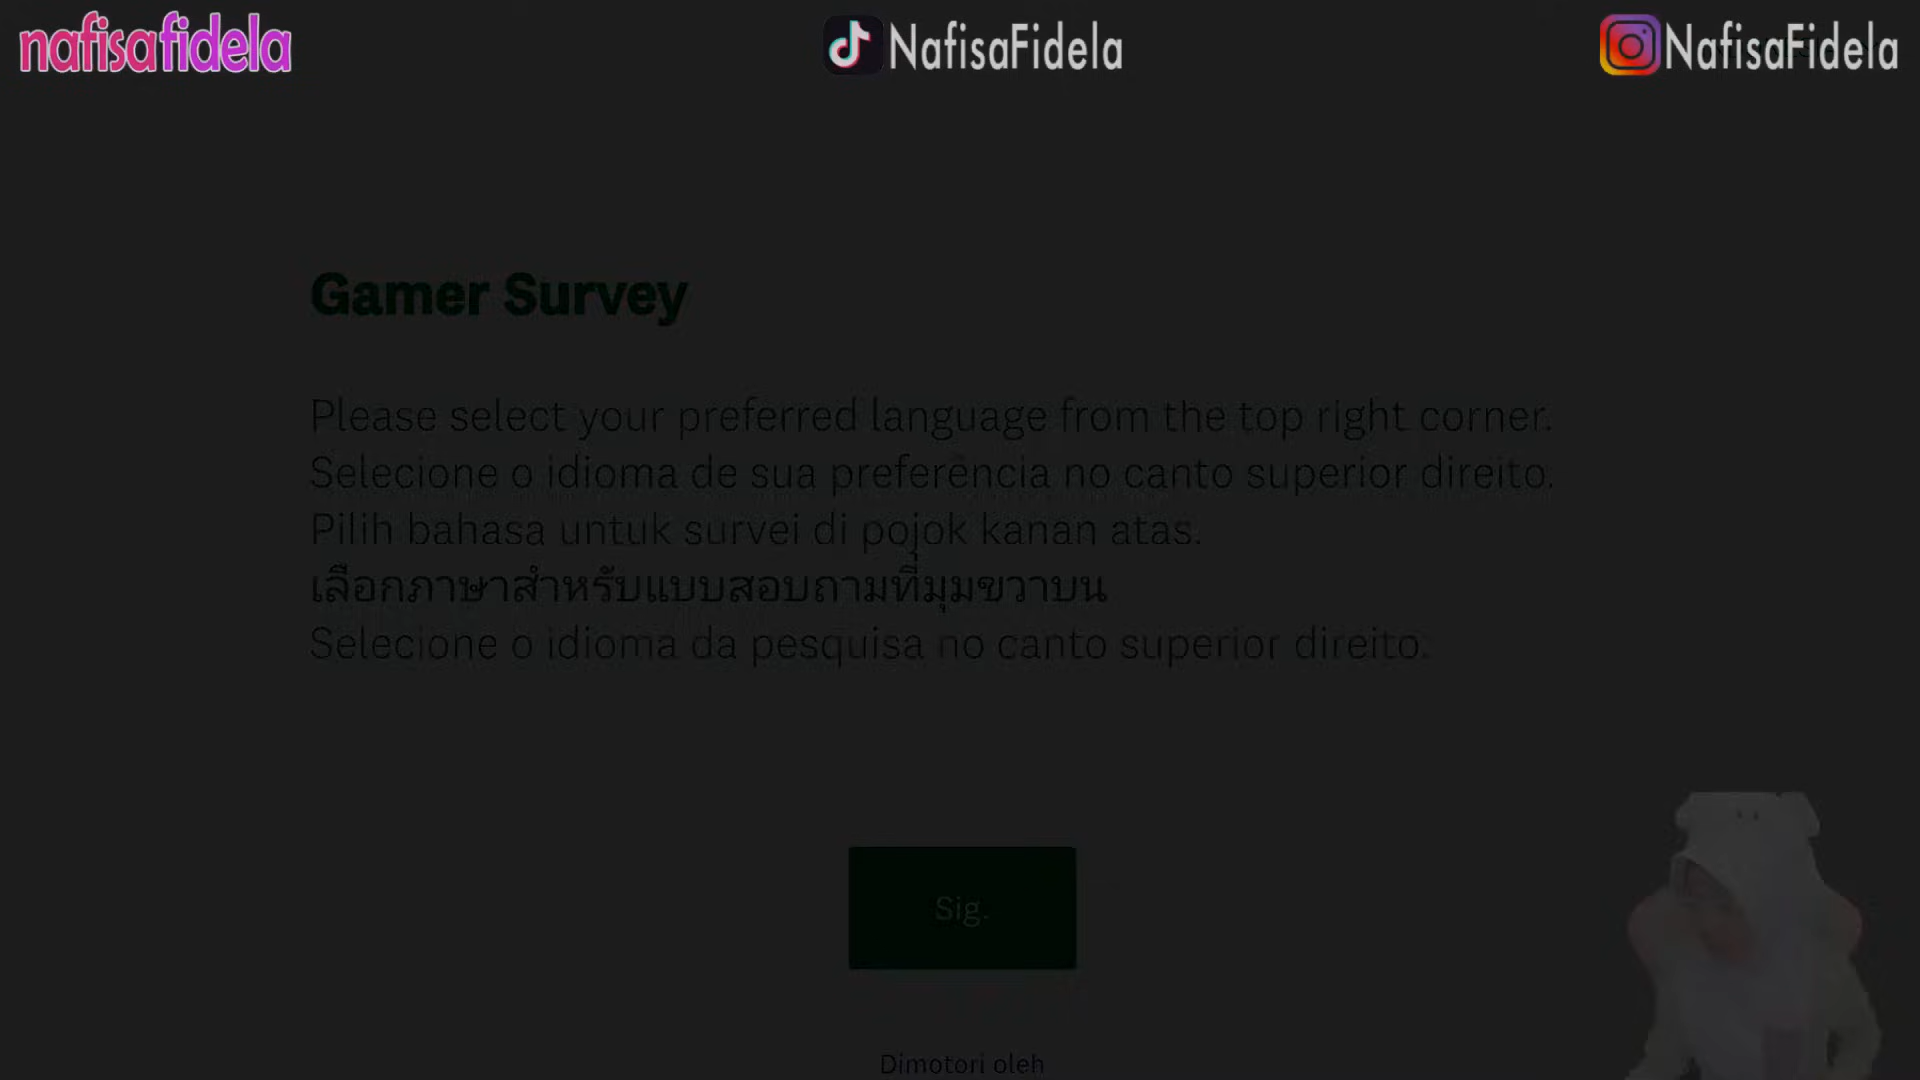 nafisafidela
NafisaFidela
NafisaFidela
Gamer Survey
Please select your preferred language from the top right corner.
Selecione o idioma de sua preferência no canto superior direito.
Pilih bahasa untuk survei di pojok kanan atas.
เลือกภาษาสำหรับแบบสอบถามที่มุมขวาบน
Selecione o idioma da pesquisa no canto superior direito.
Sig.
Dimotori oleh